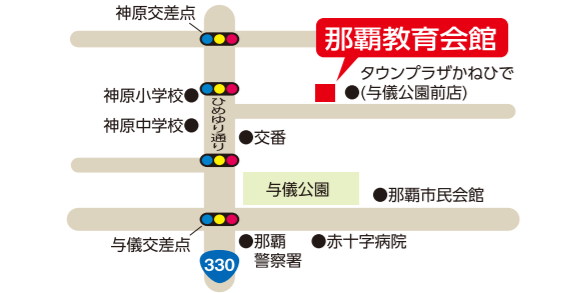 神原交差点
那覇教育会館
タウンプラザかねひで
(与儀公園前店)
神原小学校
神原中学校
ひめゆり通り
交番
与儀公園
那覇市民会館
与儀交差点
那覇
警察署
赤十字病院
330